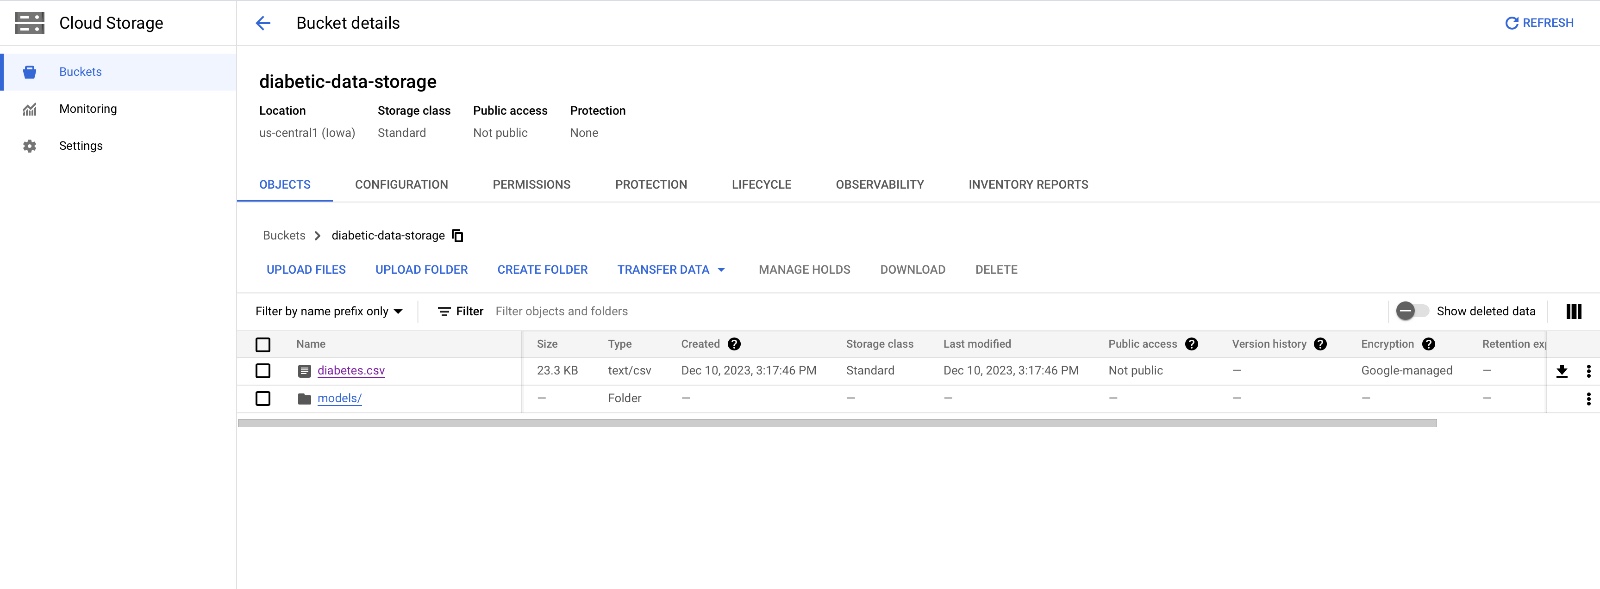 Cloud Storage
Bucket details
REFRESH
Buckets
Monitoring
Settings
diabetic-data-storage
Location Storage class Public access Protection
us-central1 (Iowa) Standard Not public None
OBJECTS CONFIGURATION PERMISSIONS PROTECTION LIFECYCLE OBSERVABILITY INVENTORY REPORTS
Buckets > diabetic-data-storage
UPLOAD FILES UPLOAD FOLDER CREATE FOLDER TRANSFER DATA MANAGE HOLDS DOWNLOAD DELETE
Filter by name prefix only Filter Filter objects and folders Show deleted data
Name Size Type Created Storage class Last modified Public access Version history Encryption Retention exp
diabetes.csv 23.3 KB text/csv Dec 10, 2023, 3:17:46 PM Standard Dec 10, 2023, 3:17:46 PM Not public — Google-managed —
models/ — Folder — — — — — — —